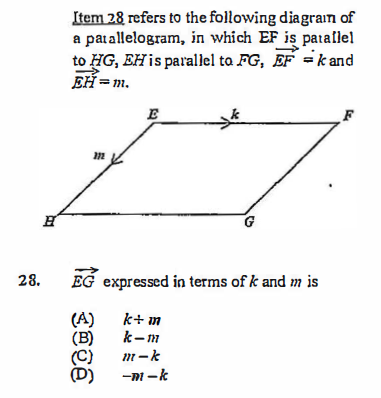 Item 28 refers to the following diagram of
a parallelogram, in which EF is parallel
to HG, EH is parallel to FG, EF = k and
EH = m.
E k F
m
H G
28. EG expressed in terms of k and m is
(A) k + m
(B) k – m
(C) m – k
(D) –m – k